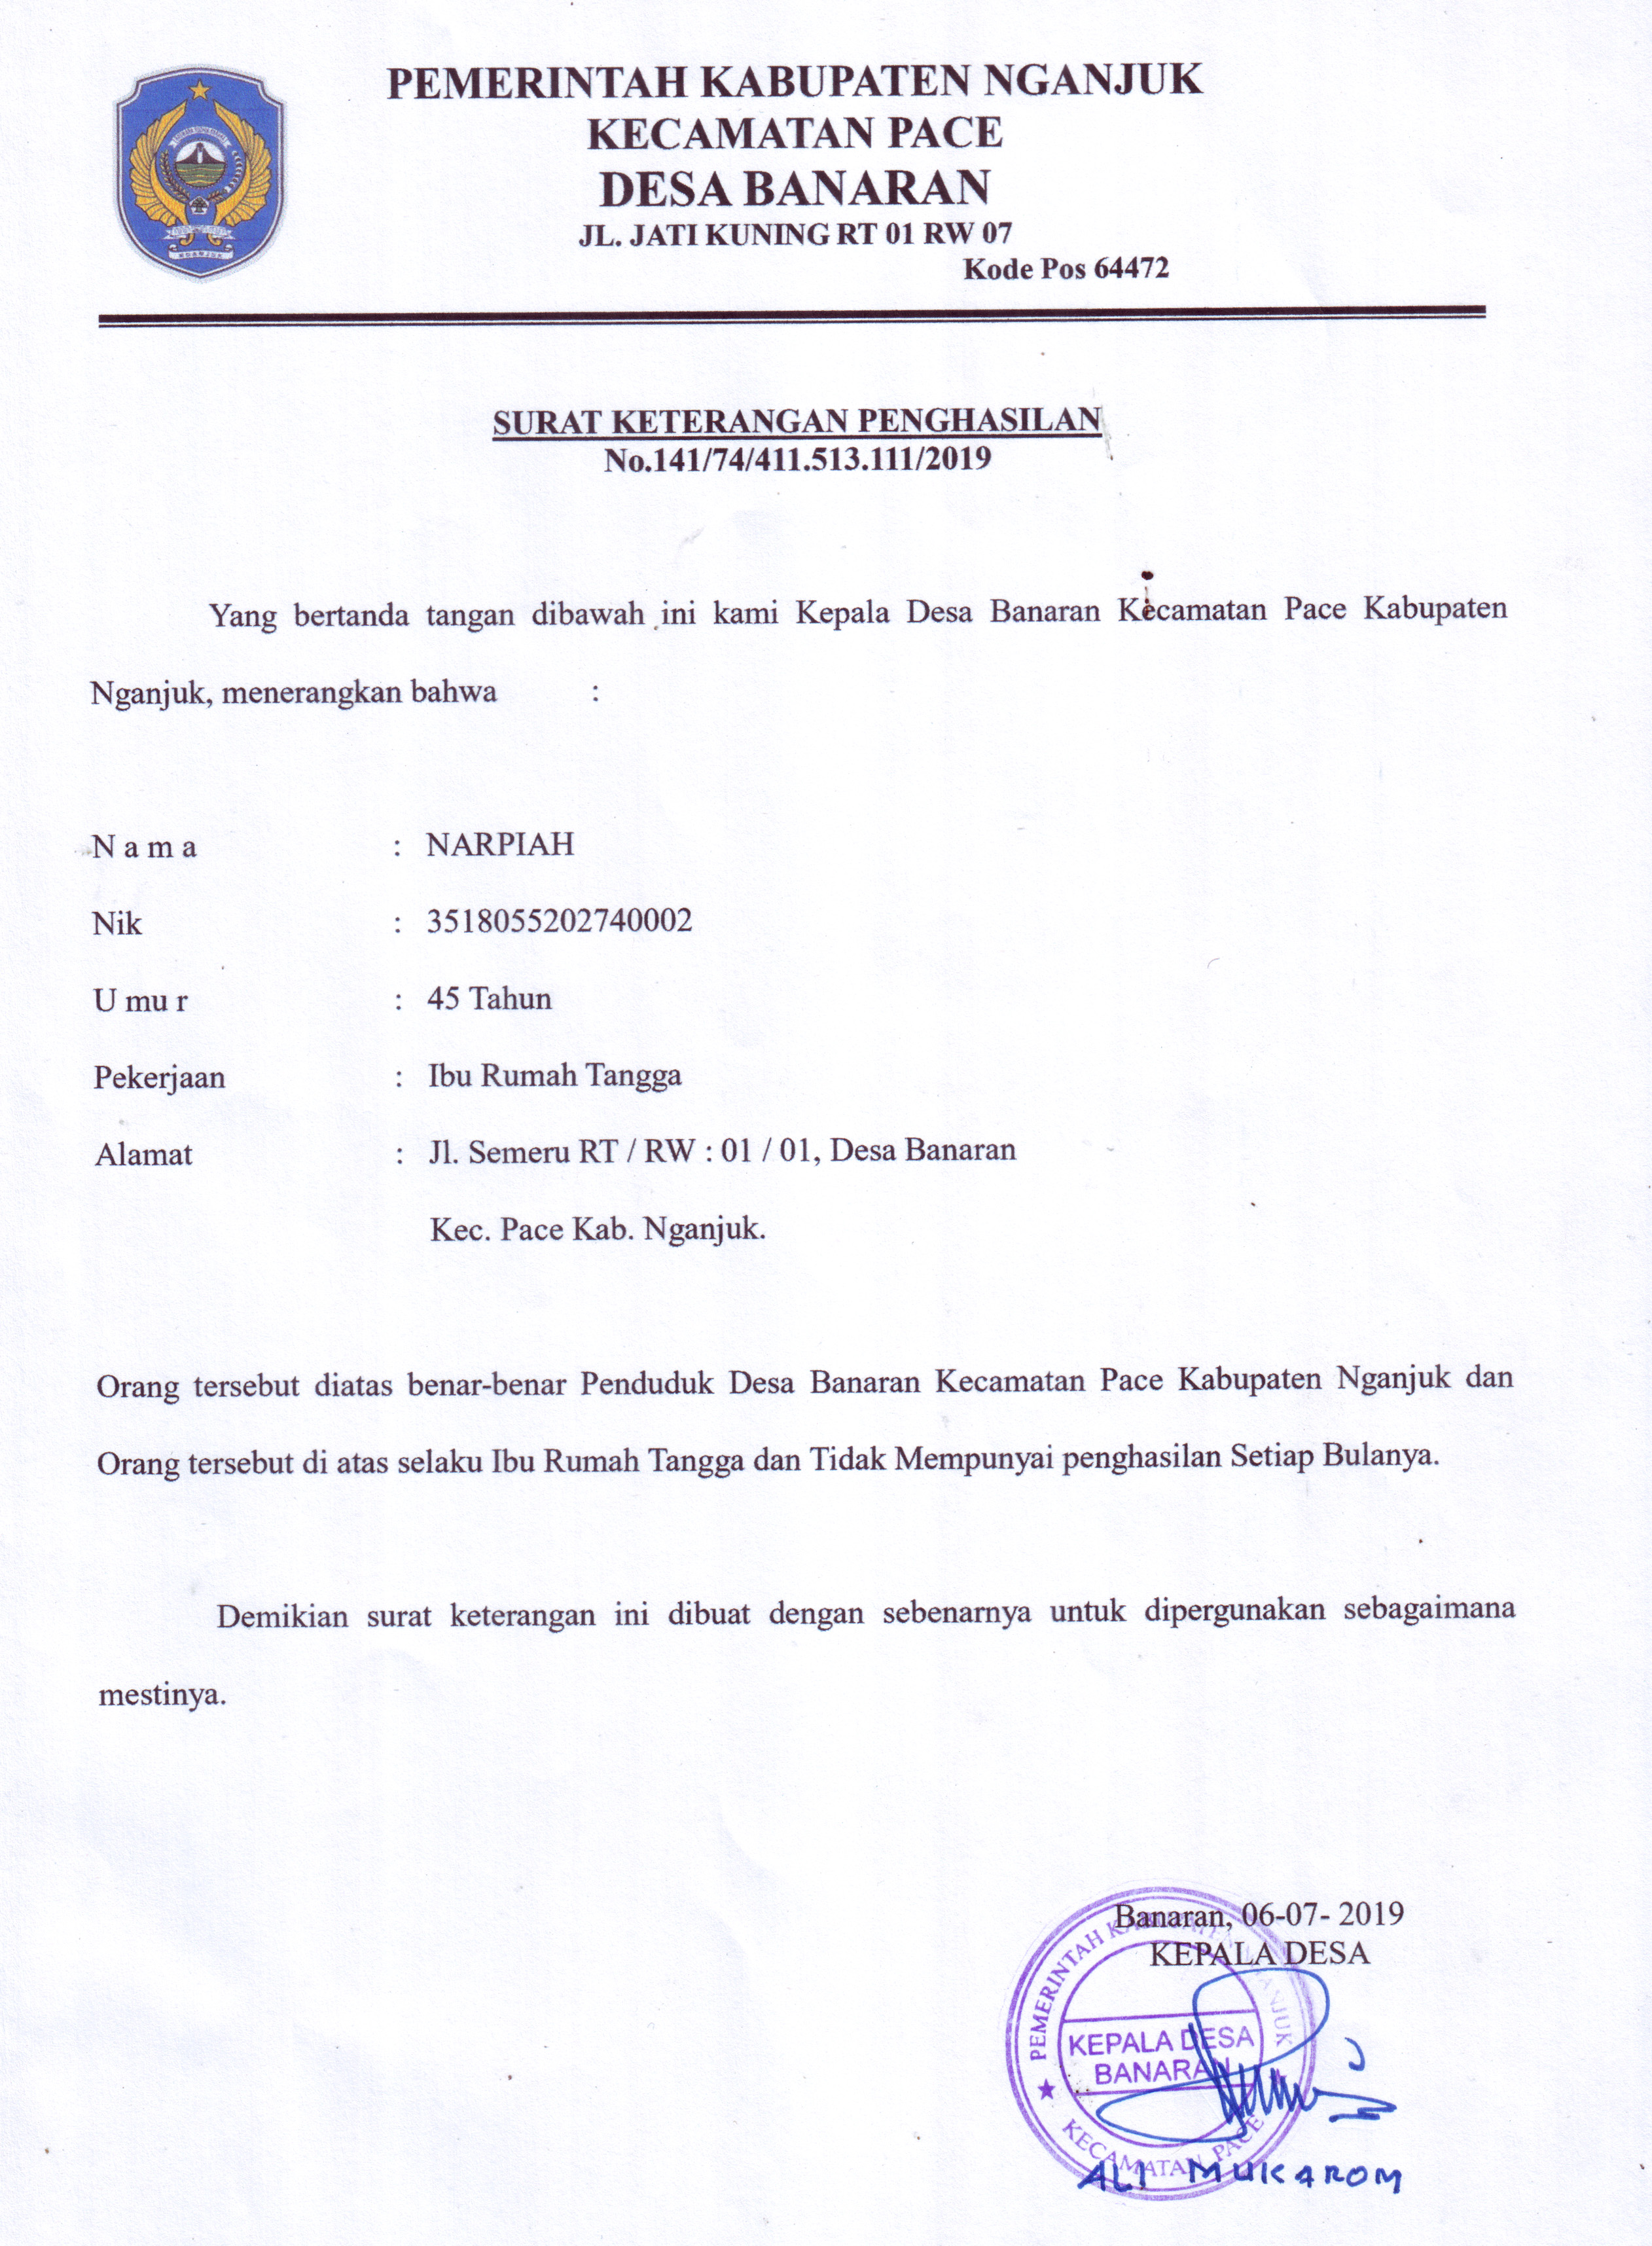 PEMERINTAH KABUPATEN NGANJUK
KECAMATAN PACE
DESA BANARAN
JL. JATI KUNING RT 01 RW 07
Kode Pos 64472
NGANJUK
SURAT KETERANGAN PENGHASILAN
No.141/74/411.513.111/2019
Yang bertanda tangan dibawah ini kami Kepala Desa Banaran Kecamatan Pace Kabupaten
Nganjuk, menerangkan bahwa :
N a m a : NARPIAH
Nik : 3518055202740002
U mu r : 45 Tahun
Pekerjaan : Ibu Rumah Tangga
Alamat : Jl. Semeru RT / RW : 01 / 01, Desa Banaran
Kec. Pace Kab. Nganjuk.
Orang tersebut diatas benar-benar Penduduk Desa Banaran Kecamatan Pace Kabupaten Nganjuk dan
Orang tersebut di atas selaku Ibu Rumah Tangga dan Tidak Mempunyai penghasilan Setiap Bulanya.
Demikian surat keterangan ini dibuat dengan sebenarnya untuk dipergunakan sebagaimana
mestinya.
Banaran, 06-07- 2019
KEPALA DESA
PEMERINTAH KABUPATEN NGANJUK
KEPALA DESA
BANARAN
KECAMATAN PACE
ALI MUKAROM